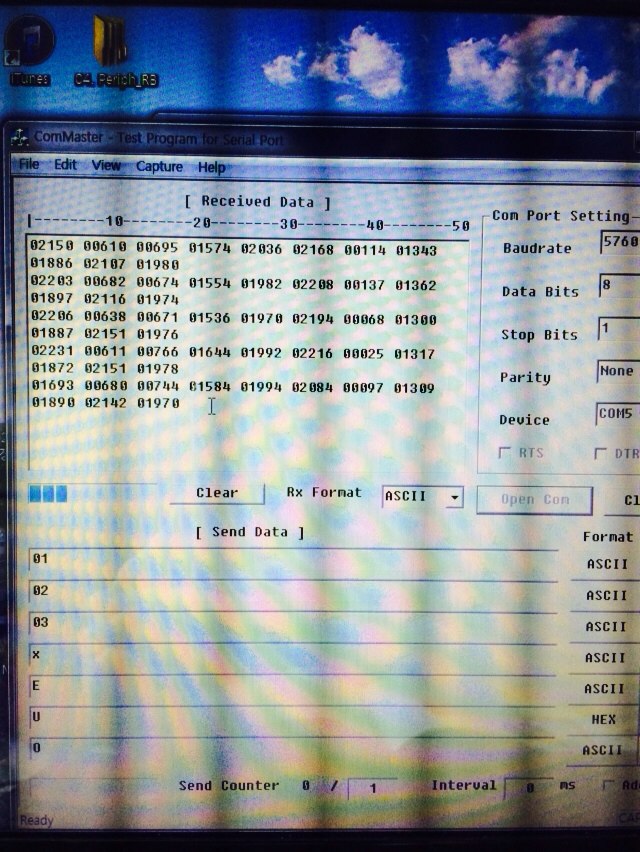 iTunes
ComMaster - Test Program for Serial Port
File Edit View Capture Help
[ Received Data ]
|--------10--------20--------30--------40--------50
02150 00610 00695 01574 02036 02168 00114 01343
01886 02107 01980
02203 00682 00674 01554 01982 02208 00137 01362
01897 02116 01974
02206 00638 00671 01536 01970 02194 00068 01300
01887 02151 01976
02231 00611 00766 01644 01992 02216 00025 01317
01872 02151 01978
01693 00680 00744 01584 01994 02084 00097 01309
01890 02142 01970
Com Port Setting
Baudrate 5760
Data Bits 8
Stop Bits 1
Parity None
Device COM5
RTS DTR
Clear Rx Format ASCII Open Com Cl
[ Send Data ]
Format
01 ASCII
02 ASCII
03 ASCII
x ASCII
E ASCII
U HEX
O ASCII
Send Counter 0 / 1 Interval 0 ms
Ready